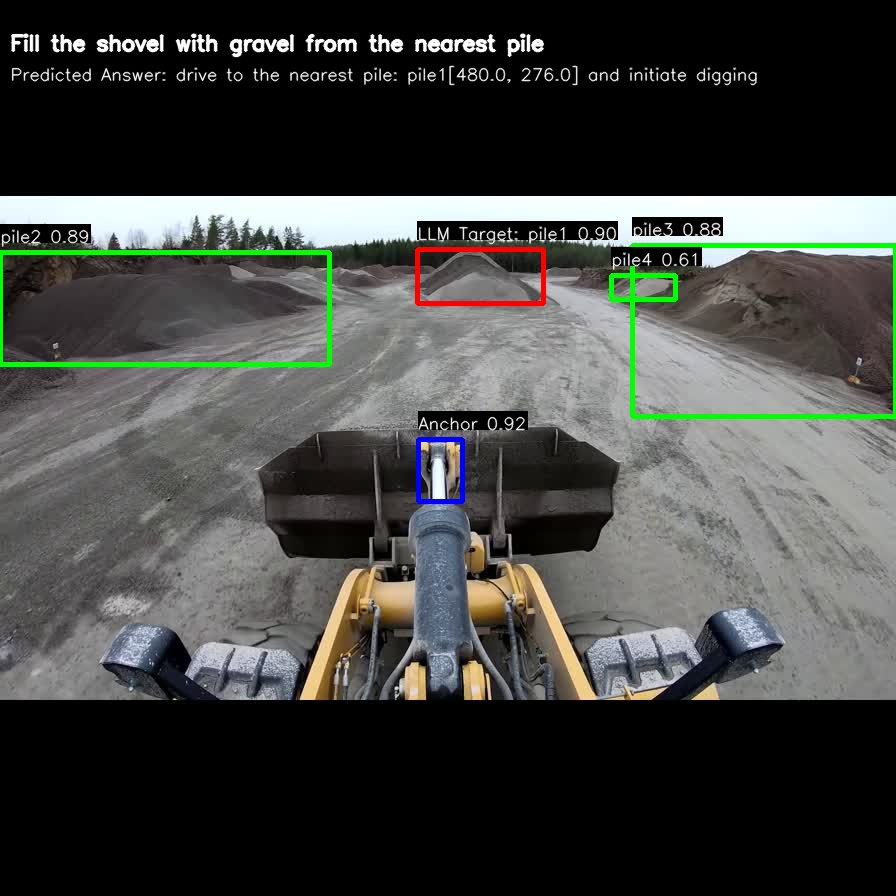 Fill the shovel with gravel from the nearest pile
Predicted Answer: drive to the nearest pile: pile1[480.0, 276.0] and initiate digging
pile2 0.89
LLM Target: pile1 0.90
pile3 0.88
pile4 0.61
Anchor 0.92